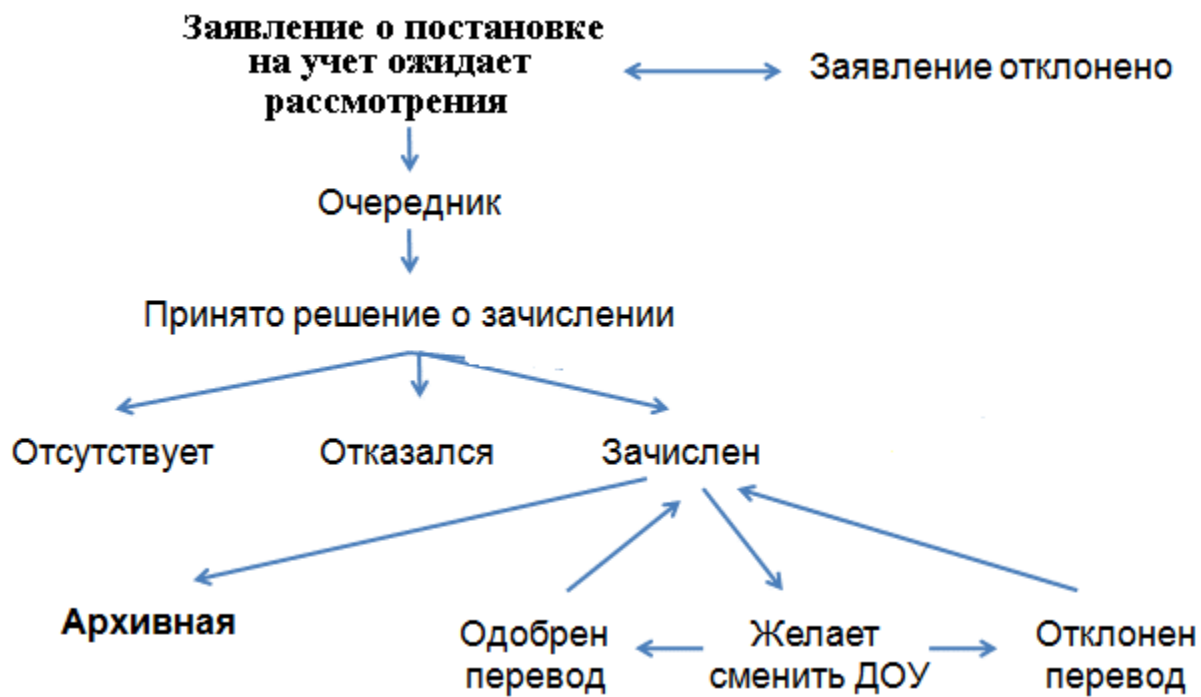 Заявление о постановке
на учет ожидает
рассмотрения
Заявление отклонено
Очередник
Принято решение о зачислении
Отсутствует
Отказался
Зачислен
Архивная
Одобрен
перевод
Желает
сменить ДОУ
Отклонен
перевод